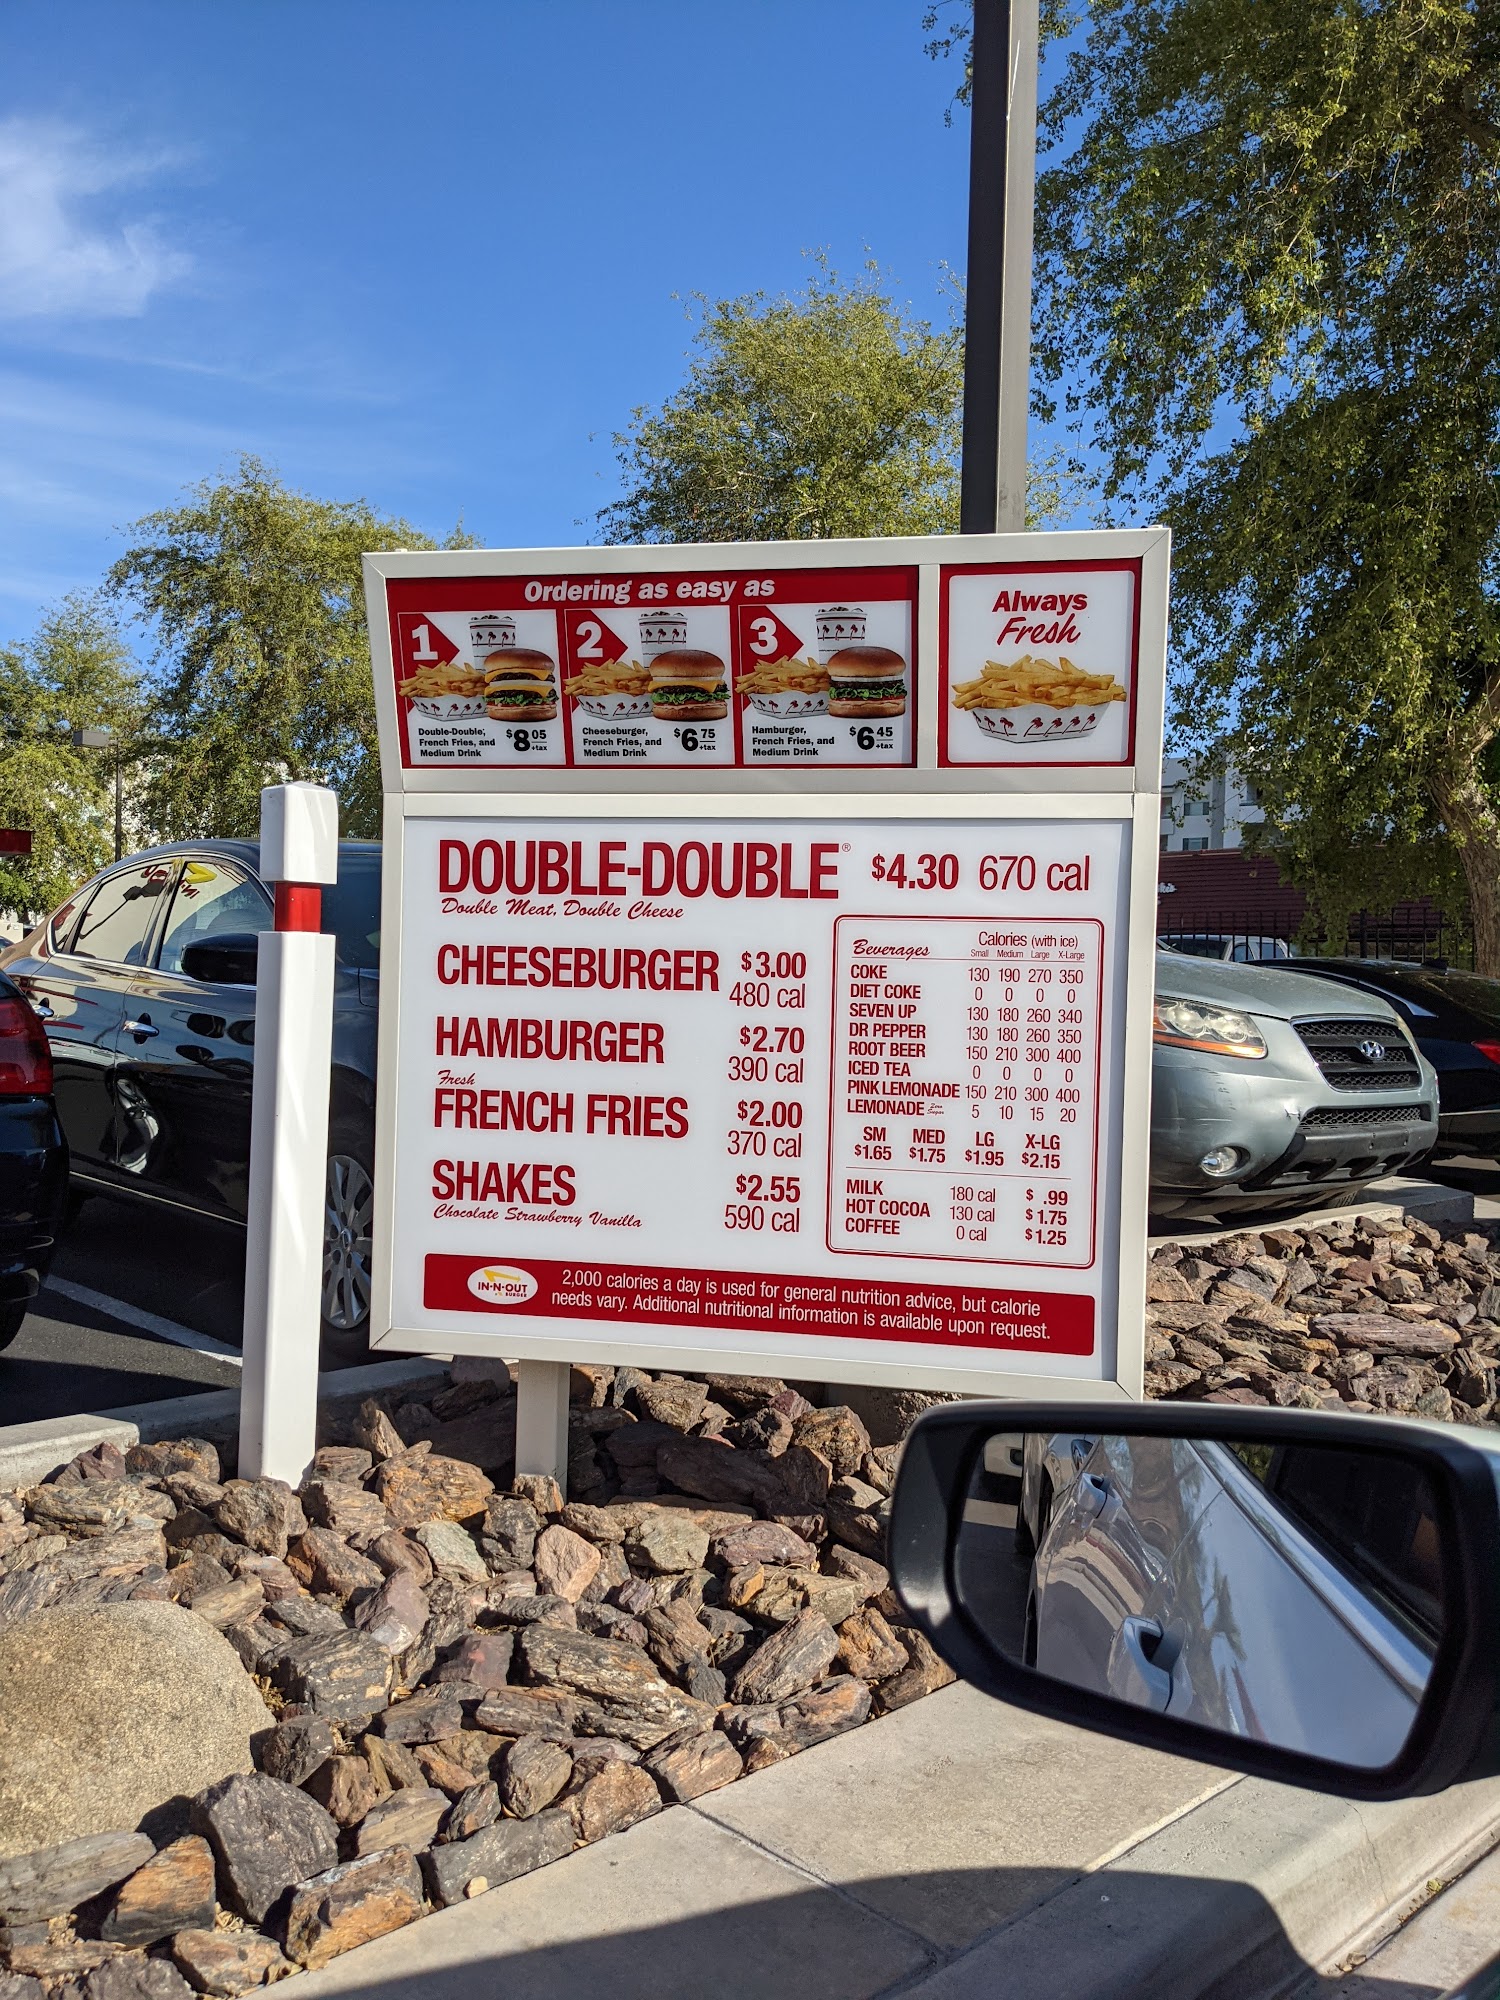 Ordering as easy as
1
Double-Double,
French Fries, and
Medium Drink
$8 05
+tax
2
Cheeseburger,
French Fries, and
Medium Drink
$6 75
+tax
3
Hamburger,
French Fries, and
Medium Drink
$6 45
+tax
Always
Fresh
DOUBLE-DOUBLE® $4.30 670 cal
Double Meat, Double Cheese
CHEESEBURGER $3.00
480 cal
HAMBURGER $2.70
390 cal
Fresh
FRENCH FRIES $2.00
370 cal
SHAKES $2.55
Chocolate Strawberry Vanilla 590 cal
Beverages Calories (with ice)
Small Medium Large X-Large
COKE 130 190 270 350
DIET COKE 0 0 0 0
SEVEN UP 130 180 260 340
DR PEPPER 130 180 260 350
ROOT BEER 150 210 300 400
ICED TEA 0 0 0 0
PINK LEMONADE 150 210 300 400
LEMONADE Zero Sugar 5 10 15 20
SM MED LG X-LG
$1.65 $1.75 $1.95 $2.15
MILK 180 cal $ .99
HOT COCOA 130 cal $1.75
COFFEE 0 cal $1.25
IN-N-OUT
BURGER
2,000 calories a day is used for general nutrition advice, but calorie
needs vary. Additional nutritional information is available upon request.